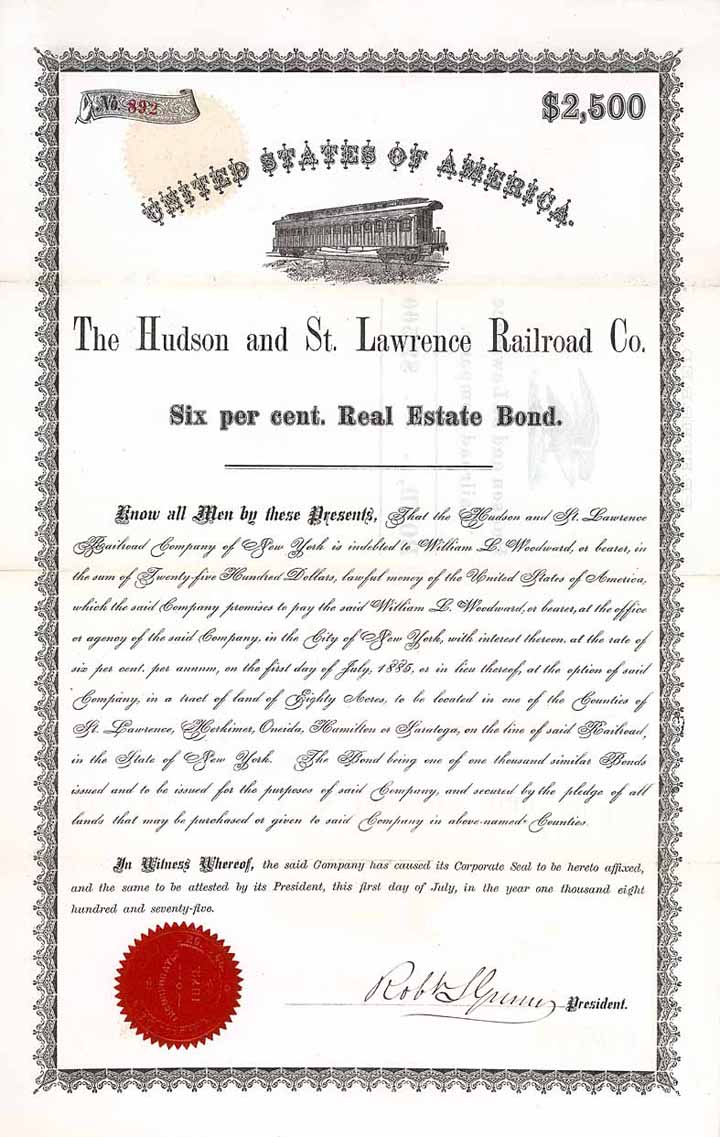 No. 892
$2,500
UNITED STATES OF AMERICA.
The Hudson and St. Lawrence Railroad Co.
Six per cent. Real Estate Bond.
Know all Men by these Presents, That the Hudson and St. Lawrence
Railroad Company of New York is indebted to William L. Woodward, or bearer, in
the sum of Twenty-five Hundred Dollars, lawful money of the United States of America,
which the said Company promises to pay the said William L. Woodward, or bearer, at the office
or agency of the said Company, in the City of New York, with interest thereon, at the rate of
six per cent. per annum, on the first day of July, 1885, or in lieu thereof, at the option of said
Company, in a tract of land of Eighty Acres, to be located in one of the Counties of
St. Lawrence, Herkimer, Oneida, Hamilton or Saratoga, on the line of said Railroad,
in the State of New York. The Bond being one of one thousand similar Bonds
issued and to be issued for the purposes of said Company, and secured by the pledge of all
lands that may be purchased or given to said Company in above-named Counties.
In Witness Whereof, the said Company has caused its Corporate Seal to be hereto affixed,
and the same to be attested by its President, this first day of July, in the year one thousand eight
hundred and seventy-five.
Robt
President.